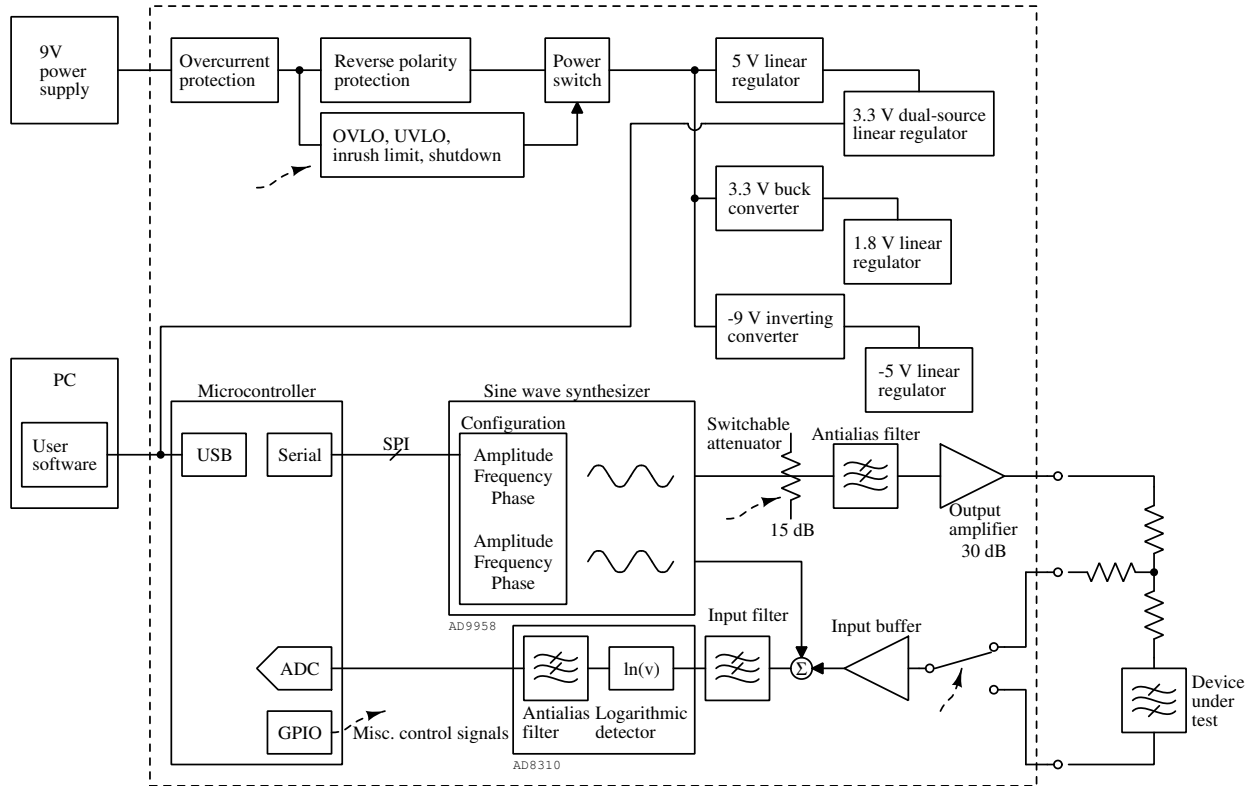 9V
power
supply
Overcurrent
protection
Reverse polarity
protection
Power
switch
5 V linear
regulator
3.3 V dual-source
linear regulator
OVLO, UVLO,
inrush limit, shutdown
3.3 V buck
converter
1.8 V linear
regulator
-9 V inverting
converter
-5 V linear
regulator
PC
User
software
Microcontroller
USB
Serial
SPI
Sine wave synthesizer
Configuration
Amplitude
Frequency
Phase
Amplitude
Frequency
Phase
AD9958
Switchable
attenuator
15 dB
Antialias filter
Output
amplifier
30 dB
Input filter
Input buffer
Σ
ADC
GPIO
Misc. control signals
ln(v)
Antialias
filter
Logarithmic
detector
AD8310
Device
under
test